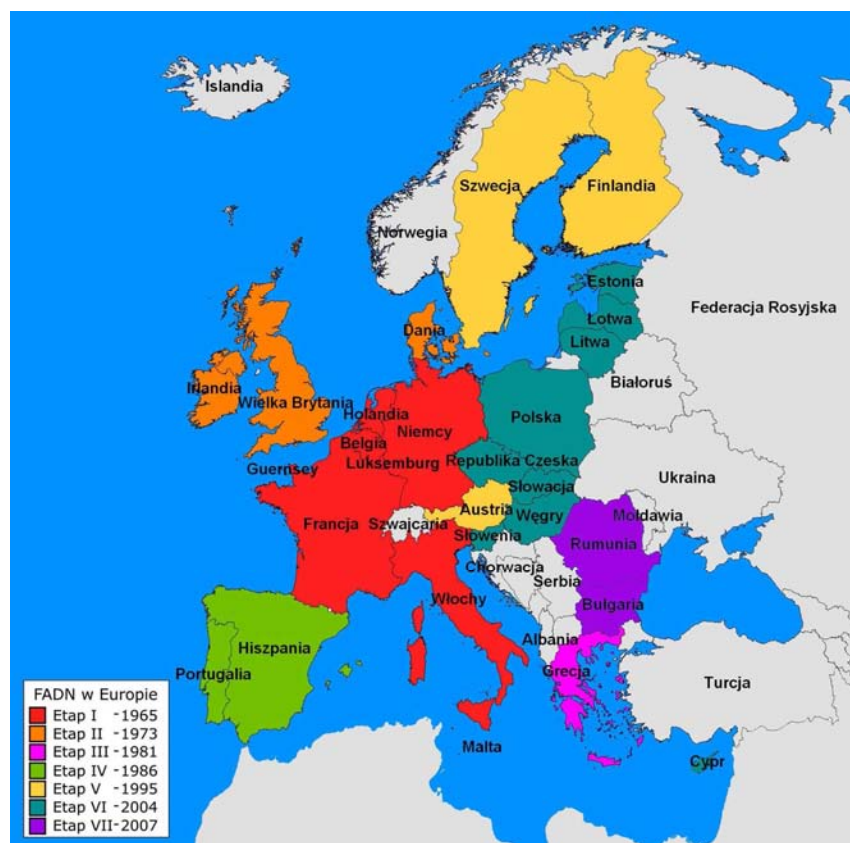 Islandia
Szwecja
Finlandia
Norwegia
Estonia
Federacja Rosyjska
Łotwa
Dania
Litwa
Białoruś
Irlandia
Wielka Brytania
Holandia
Niemcy
Polska
Belgia
Luksemburg
Republika Czeska
Guernsey
Ukraina
Słowacja
Austria
Węgry
Mołdawia
Francja
Szwajcaria
Słowenia
Rumunia
Chorwacja
Serbia
Włochy
Bułgaria
Albania
Hiszpania
Grecja
Portugalia
Turcja
Malta
Cypr
FADN w Europie
Etap I -1965
Etap II -1973
Etap III -1981
Etap IV -1986
Etap V -1995
Etap VI -2004
Etap VII-2007